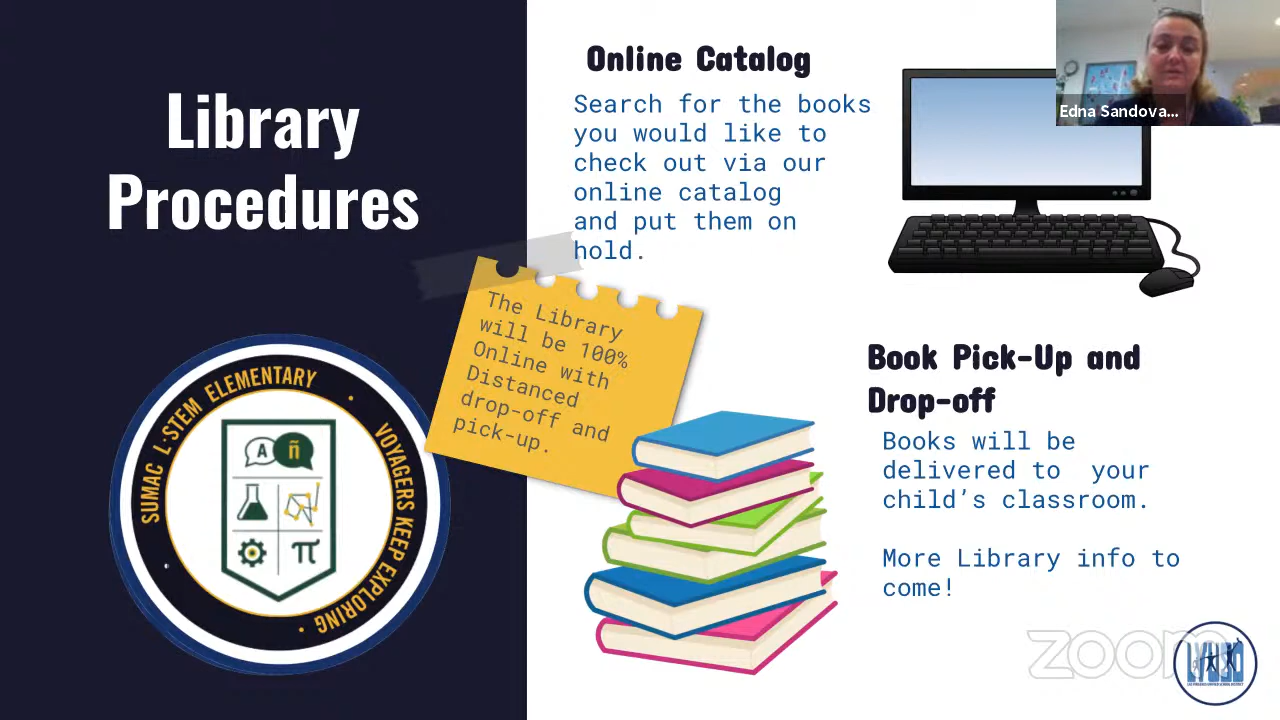 Library
Procedures
Online Catalog
Search for the books
you would like to
check out via our
online catalog
and put them on
hold.
Edna Sandova...
The Library
will be 100%
Online with
Distanced
drop-off and
pick-up.
Book Pick-Up and
Drop-off
Books will be
delivered to your
child's classroom.
More Library info to
come!
SUMAC L·STEM ELEMENTARY
• VOYAGERS KEEP EXPLORING •
A ñ
π
zoom
LVUSD